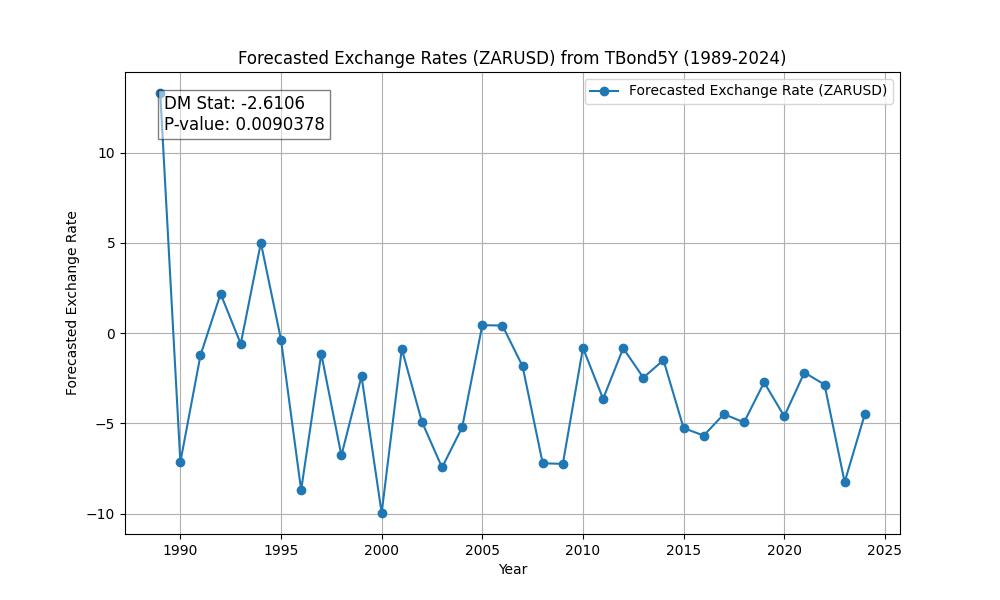 Forecasted Exchange Rates (ZARUSD) from TBond5Y (1989-2024)
DM Stat: -2.6106
P-value: 0.0090378
Forecasted Exchange Rate (ZARUSD)
Forecasted Exchange Rate
10
5
0
−5
−10
1990 1995 2000 2005 2010 2015 2020 2025
Year